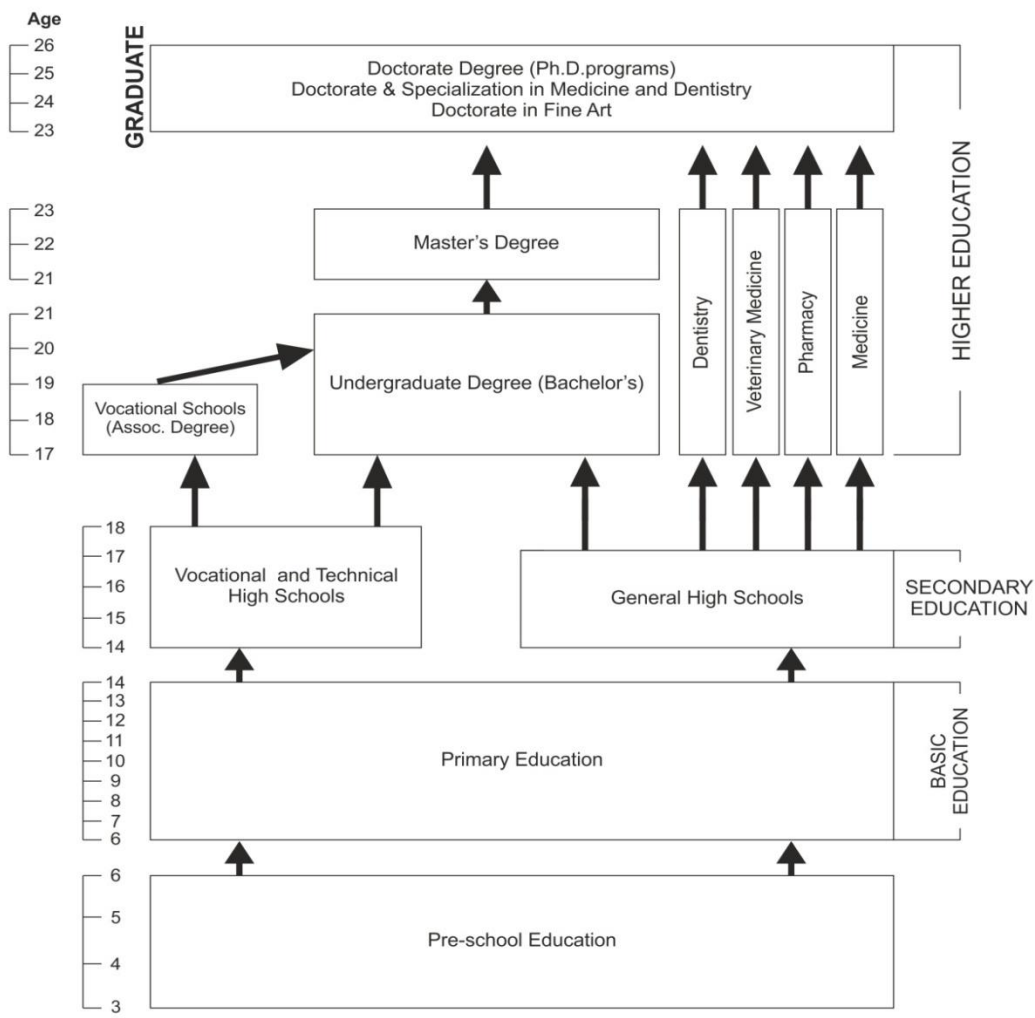 Age
26
25
24
23
GRADUATE
Doctorate Degree (Ph.D.programs)
Doctorate & Specialization in Medicine and Dentistry
Doctorate in Fine Art
HIGHER EDUCATION
23
22
21
Master's Degree
21
20
19
18
17
Undergraduate Degree (Bachelor's)
Vocational Schools
(Assoc. Degree)
Dentistry
Veterinary Medicine
Pharmacy
Medicine
18
17
16
15
14
Vocational and Technical
High Schools
General High Schools
SECONDARY
EDUCATION
14
13
12
11
10
9
8
7
6
Primary Education
BASIC
EDUCATION
6
5
4
3
Pre-school Education